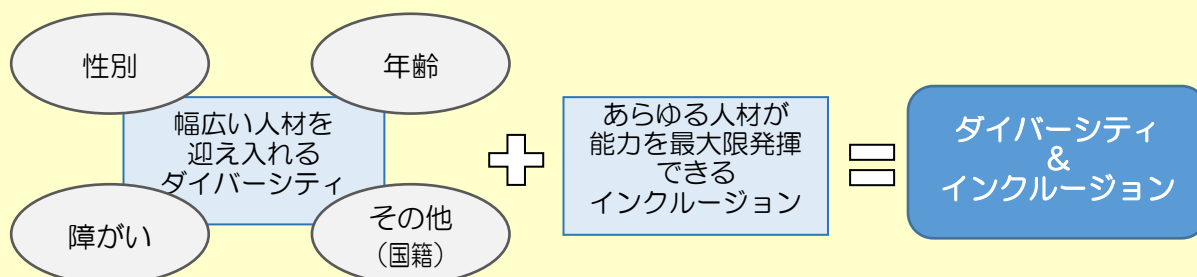 性別
年齢
幅広い人材を
迎え入れる
ダイバーシティ
障がい
その他
（国籍）
＋
あらゆる人材が
能力を最大限発揮
できる
インクルージョン
＝
ダイバーシティ
&
インクルージョン